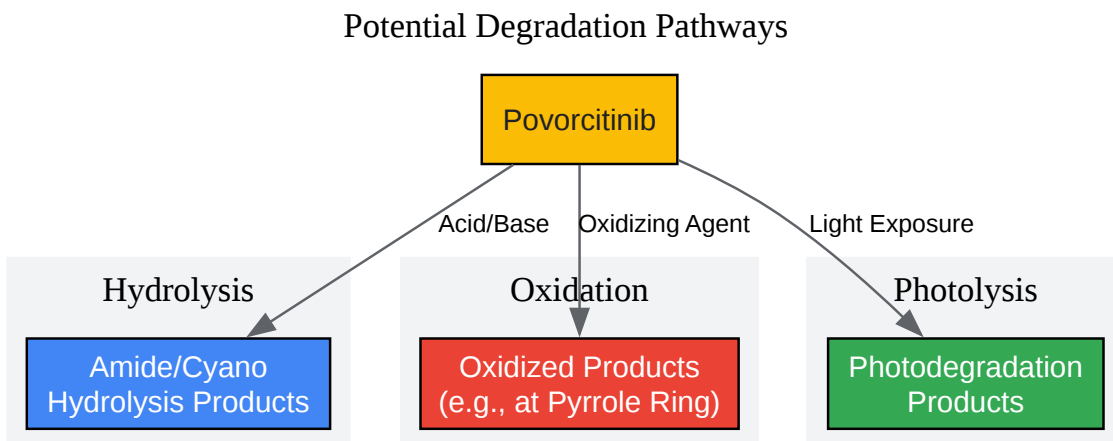 Potential Degradation Pathways
Povorcitinib
Acid/Base
Oxidizing Agent
Light Exposure
Hydrolysis
Oxidation
Photolysis
Amide/Cyano
Hydrolysis Products
Oxidized Products
(e.g., at Pyrrole Ring)
Photodegradation
Products